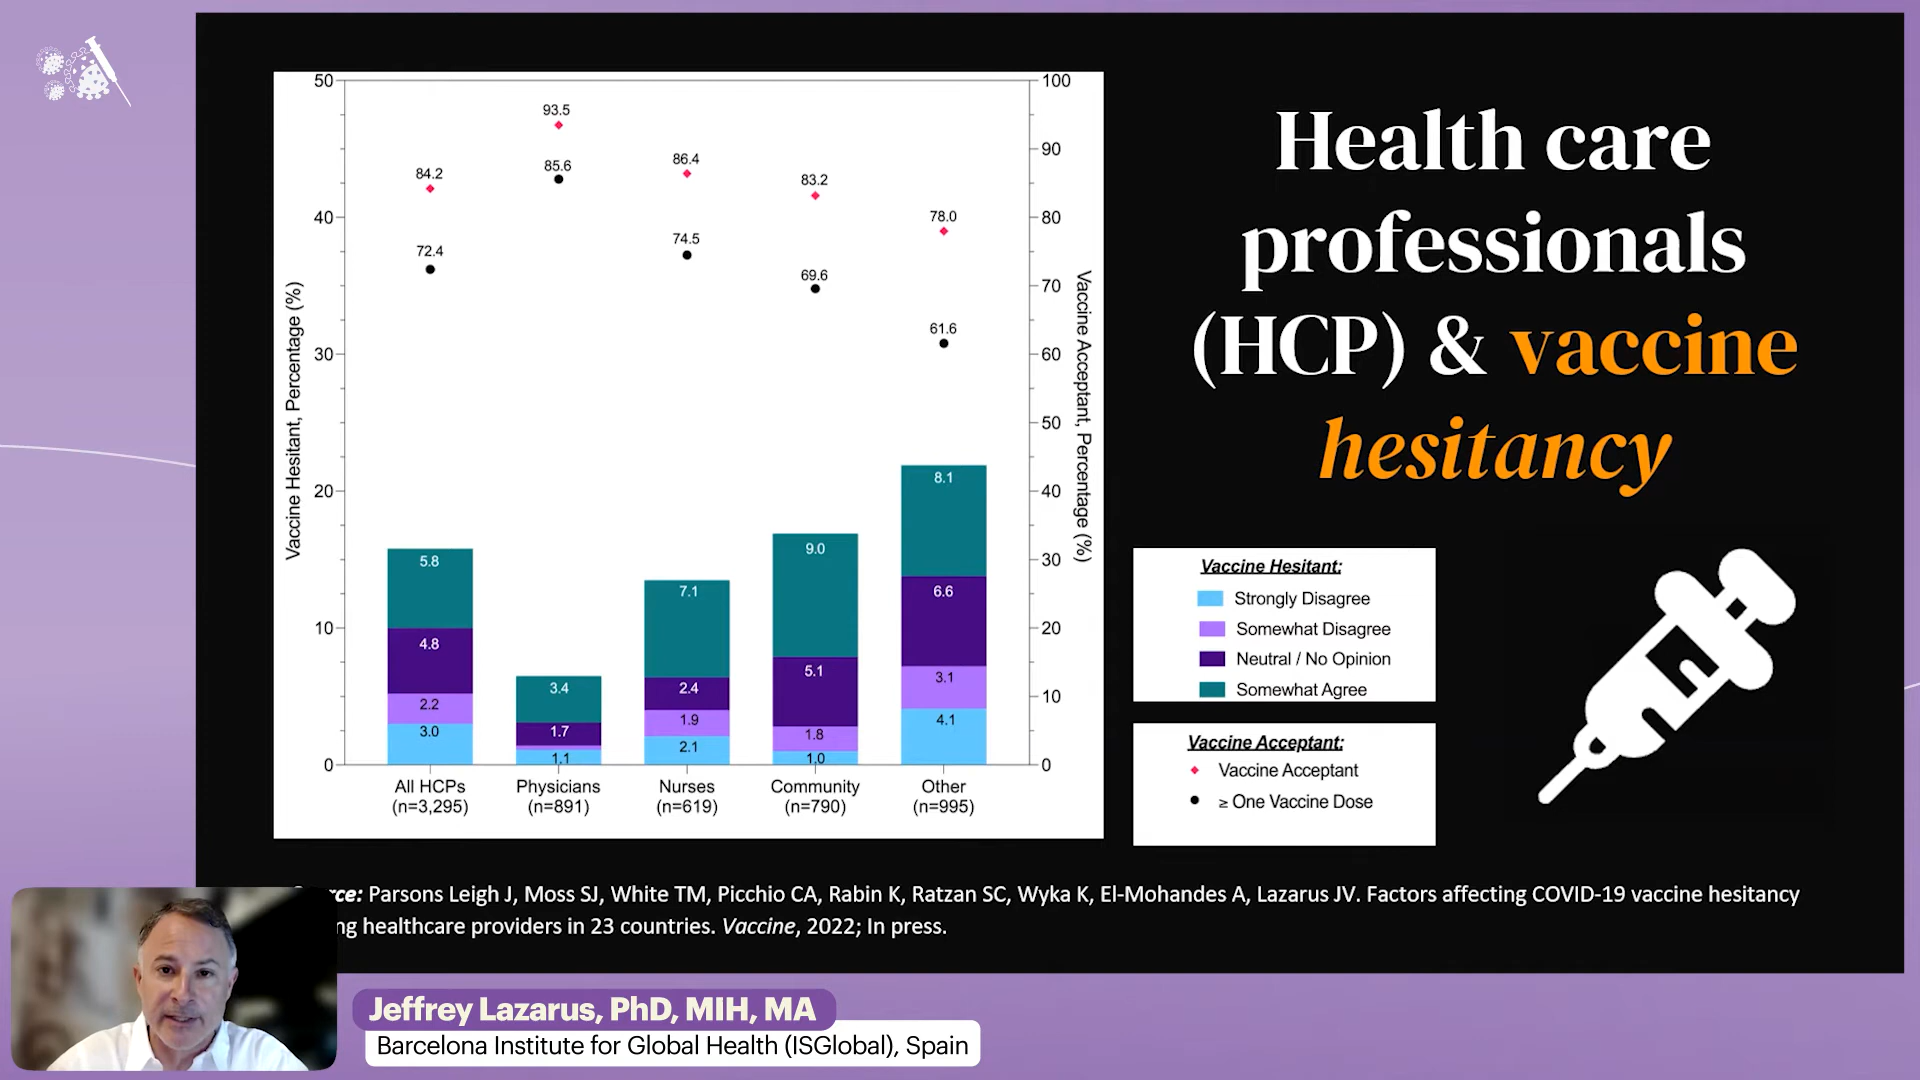 50
40
30
20
10
0
Vaccine Hesitant, Percentage (%)
100
90
80
70
60
50
40
30
20
10
0
Vaccine Acceptant, Percentage (%)
84.2
72.4
5.8
4.8
2.2
3.0
93.5
85.6
3.4
1.7
1.1
86.4
74.5
7.1
2.4
1.9
2.1
83.2
69.6
9.0
5.1
1.8
1.0
78.0
61.6
8.1
6.6
3.1
4.1
All HCPs
(n=3,295)
Physicians
(n=891)
Nurses
(n=619)
Community
(n=790)
Other
(n=995)
Health care
professionals
(HCP) & vaccine
hesitancy
Vaccine Hesitant:
Strongly Disagree
Somewhat Disagree
Neutral / No Opinion
Somewhat Agree
Vaccine Acceptant:
Vaccine Acceptant
≥ One Vaccine Dose
rce: Parsons Leigh J, Moss SJ, White TM, Picchio CA, Rabin K, Ratzan SC, Wyka K, El-Mohandes A, Lazarus JV. Factors affecting COVID-19 vaccine hesitancy
ng healthcare providers in 23 countries. Vaccine, 2022; In press.
Jeffrey Lazarus, PhD, MIH, MA
Barcelona Institute for Global Health (ISGlobal), Spain